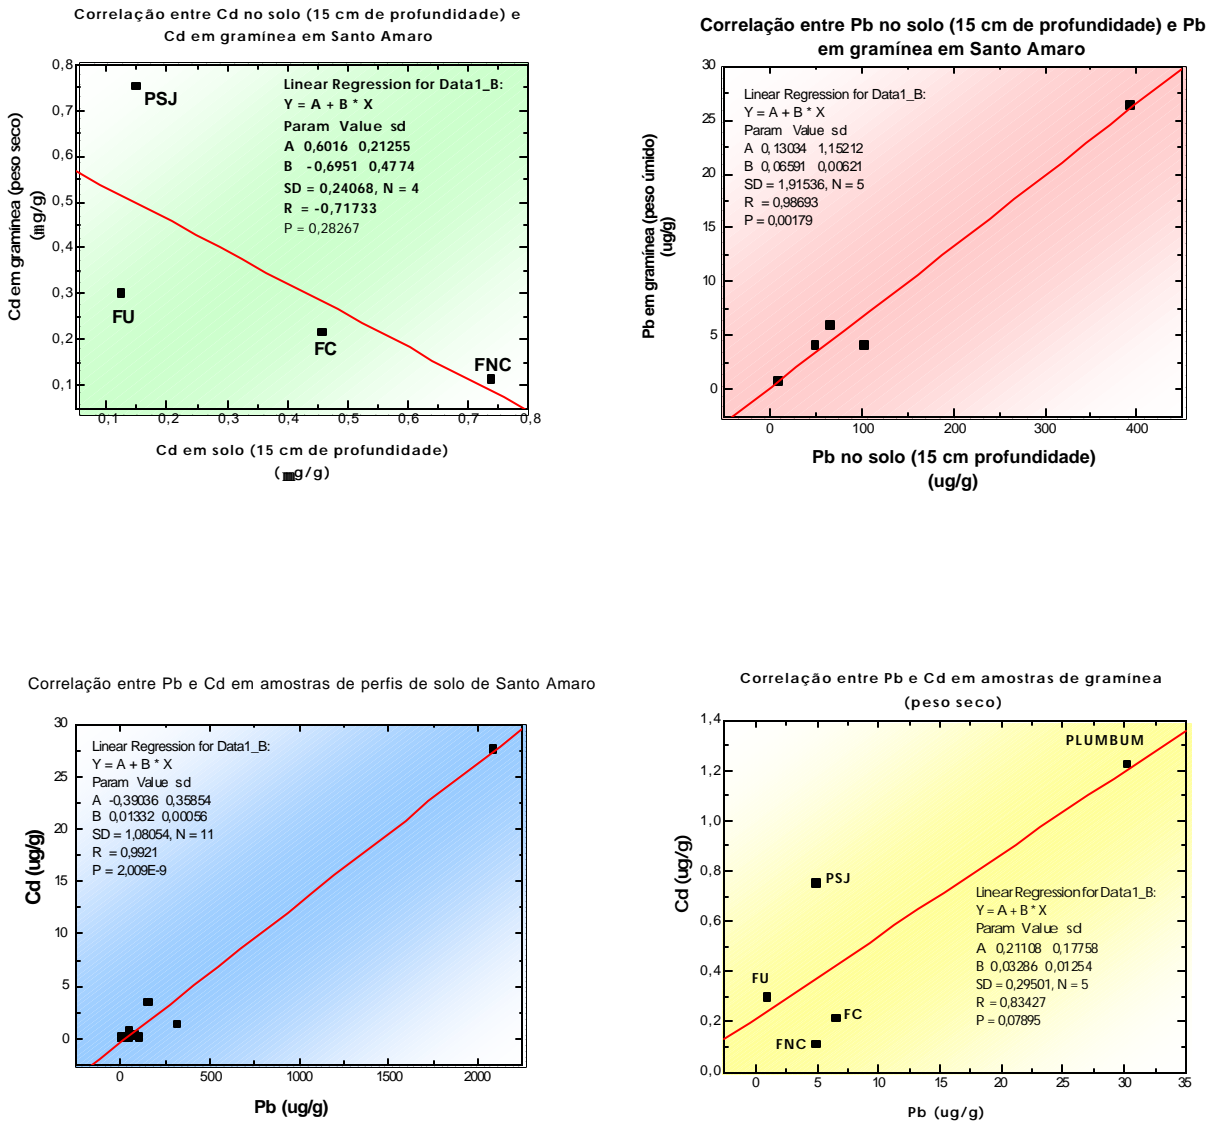 Correlação entre Cd no solo (15 cm de profundidade) e
Cd em gramínea em Santo Amaro
Cd em gramínea (peso seco)
g/g)
0,8
0,7
0,6
0,5
0,4
0,3
0,2
0,1
PSJ
FU
FC
FNC
Linear Regression for Data1_B:
Y = A + B * X
Param Value sd
A 0,6016 0,21255
B -0,6951 0,4774
SD = 0,24068, N = 4
R = -0,71733
P = 0,28267
0,1 0,2 0,3 0,4 0,5 0,6 0,7 0,8
Cd em solo (15 cm de profundidade)
g/g)
Correlação entre Pb no solo (15 cm de profundidade) e Pb
em gramínea em Santo Amaro
Pb em gramínea (peso úmido)
(ug/g)
30
25
20
15
10
5
0
Linear Regression for Data1_B:
Y = A + B * X
Param Value sd
A 0,13034 1,15212
B 0,06591 0,00621
SD = 1,91536, N = 5
R = 0,98693
P = 0,00179
0 100 200 300 400
Pb no solo (15 cm profundidade)
(ug/g)
Correlação entre Pb e Cd em amostras de perfis de solo de Santo Amaro
Cd (ug/g)
30
25
20
15
10
5
0
Linear Regression for Data1_B:
Y = A + B * X
Param Value sd
A -0,39036 0,35854
B 0,01332 0,00056
SD = 1,08054, N = 11
R = 0,9921
P = 2,009E-9
0 500 1000 1500 2000
Pb (ug/g)
Correlação entre Pb e Cd em amostras de gramínea
(peso seco)
Cd (ug/g)
1,4
1,2
1,0
0,8
0,6
0,4
0,2
0,0
PLUMBUM
PSJ
FU
FC
FNC
Linear Regression for Data1_B:
Y = A + B * X
Param Value sd
A 0,21108 0,17758
B 0,03286 0,01254
SD = 0,29501, N = 5
R = 0,83427
P = 0,07895
0 5 10 15 20 25 30 35
Pb (ug/g)